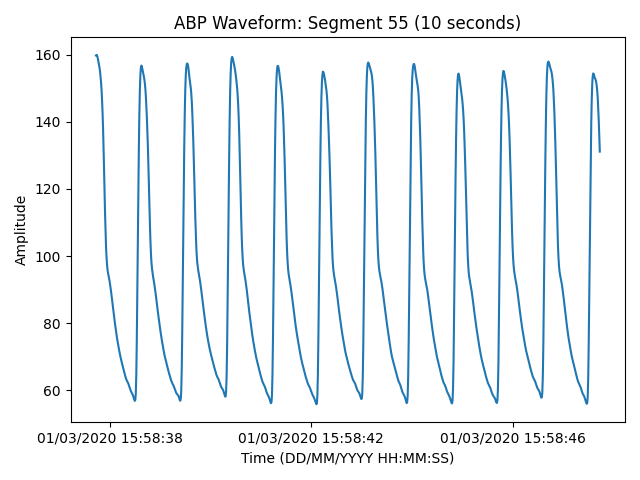 ABP Waveform: Segment 55 (10 seconds)
160
140
120
100
80
60
Amplitude
01/03/2020 15:58:38 01/03/2020 15:58:42 01/03/2020 15:58:46
Time (DD/MM/YYYY HH:MM:SS)